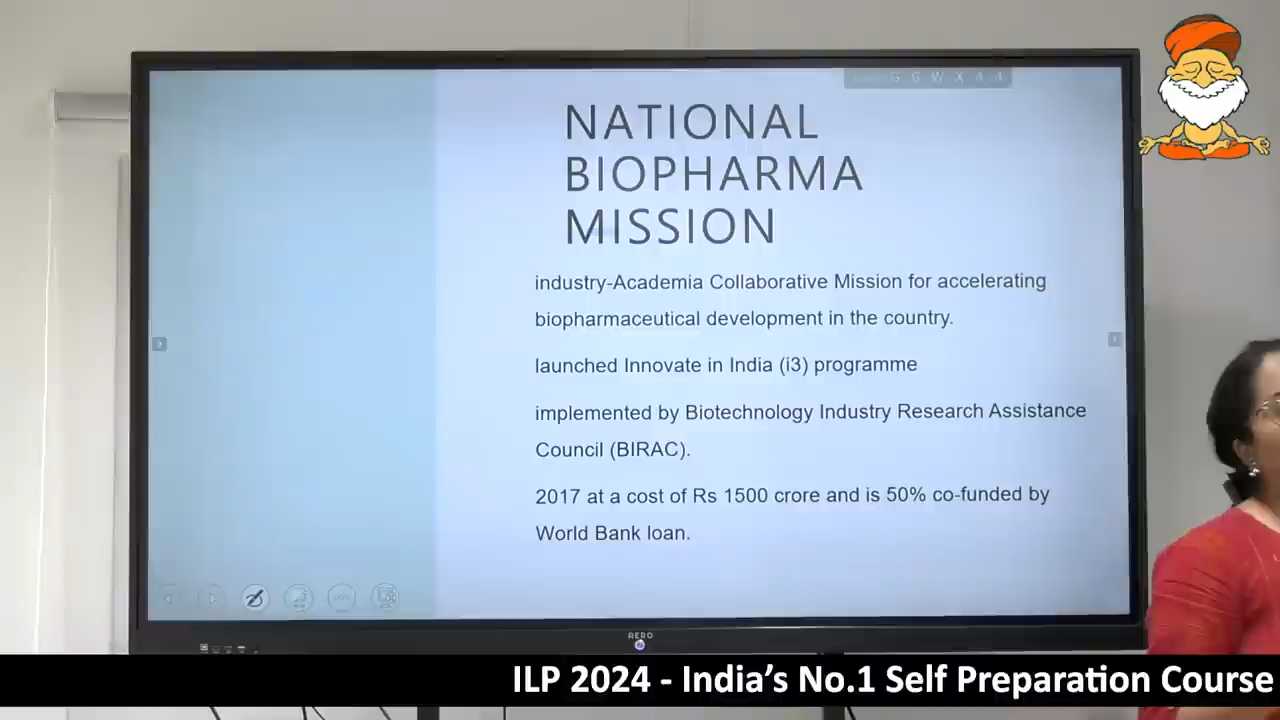 NATIONAL
BIOPHARMA
MISSION
industry-Academia Collaborative Mission for accelerating
biopharmaceutical development in the country.
launched Innovate in India (i3) programme
implemented by Biotechnology Industry Research Assistance
Council (BIRAC).
2017 at a cost of Rs 1500 crore and is 50% co-funded by
World Bank loan.
AERO
ILP 2024 - India's No.1 Self Preparation Course